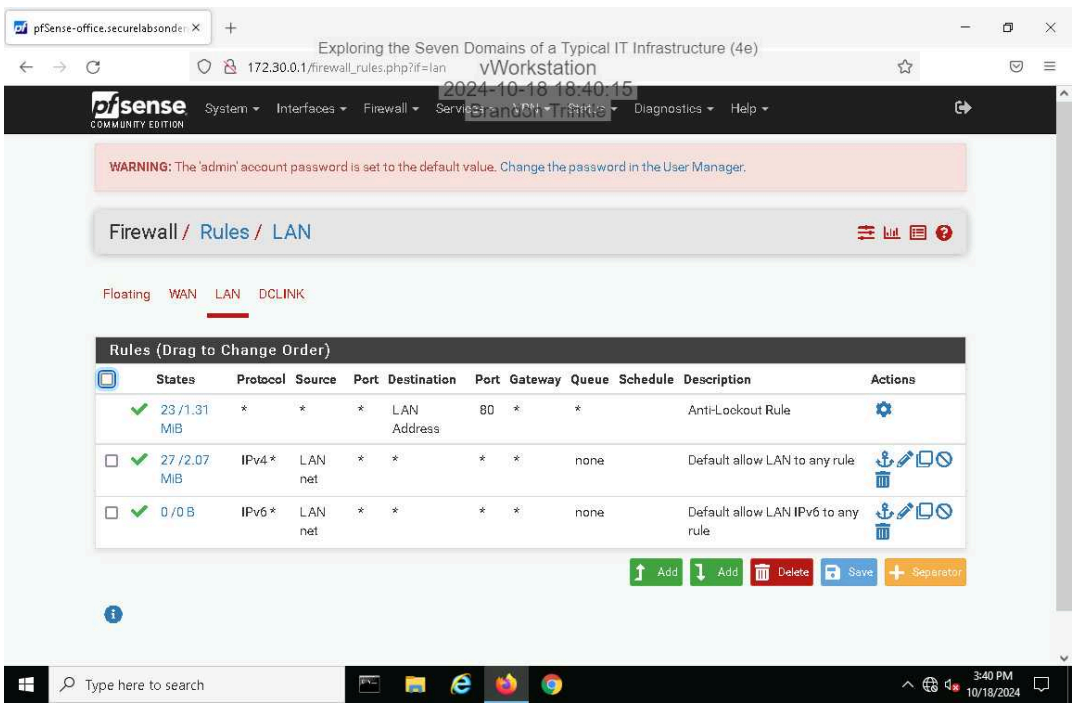 pfSense-office.securelabsondem
Exploring the Seven Domains of a Typical IT Infrastructure (4e)
172.30.0.1/firewall_rules.php?if=lan
vWorkstation
2024-10-18 18:40:15
pfsense System Interfaces Firewall Services VPN Status Diagnostics Help
COMMUNITY EDITION
Brandon Trinkle
WARNING: The 'admin' account password is set to the default value. Change the password in the User Manager.
Firewall / Rules / LAN
Floating WAN LAN DCLINK
Rules (Drag to Change Order)
States Protocol Source Port Destination Port Gateway Queue Schedule Description Actions
23 /1.31 * * * LAN 80 * * Anti-Lockout Rule
MiB Address
27 /2.07 IPv4 * LAN * * * * none Default allow LAN to any rule
MiB net
0 /0 B IPv6 * LAN * * * * none Default allow LAN IPv6 to any
net rule
Add Add Delete Save Separator
Type here to search
3:40 PM
10/18/2024